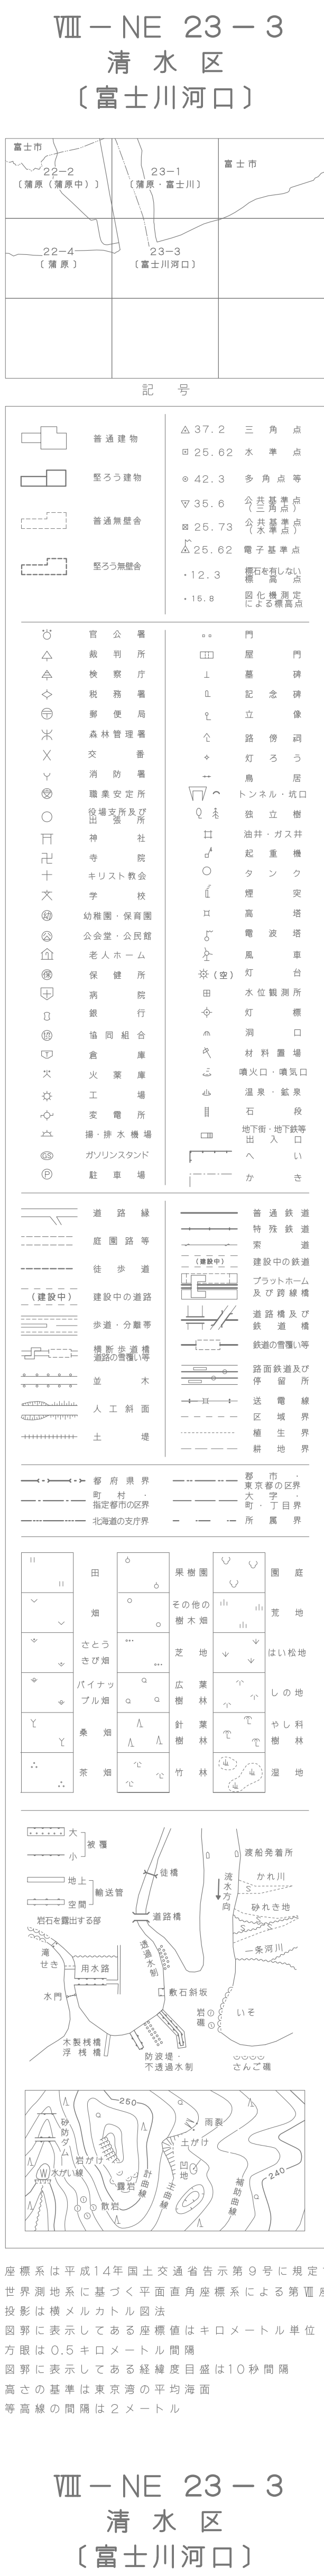 Ⅷ－NE 23－3
清水区
〔富士川河口〕
富士市
22－2
〔蒲原（蒲原中）〕
23－1
〔蒲原・富士川〕
富士市
22－4
〔蒲原〕
23－3
〔富士川河口〕
記号
普通建物
堅ろう建物
普通無壁舎
堅ろう無壁舎
37.2 三角点
25.62 水準点
42.3 多角点等
35.6 公共基準点
（三角点）
25.73 公共基準点
（水準点）
25.62 電子基準点
12.3 標石を有しない
標高点
15.8 図化機測定
による標高点
官公署
裁判所
検察庁
税務署
郵便局
森林管理署
交番
消防署
職業安定所
役場支所及び
出張所
神社
寺院
キリスト教会
学校
幼稚園・保育園
公会堂・公民館
老人ホーム
保健所
病院
銀行
協同組合
倉庫
火薬庫
工場
変電所
揚・排水機場
GS ガソリンスタンド
P 駐車場
門
屋門
墓碑
記念碑
立像
路傍祠
灯ろう
鳥居
トンネル・坑口
独立樹
油井・ガス井
起重機
タンク
煙突
高塔
電波塔
風車
（空） 灯台
水位観測所
灯標
洞口
材料置場
噴火口・噴気口
温泉・鉱泉
石段
地下街・地下鉄等
出入口
へい
かき
道路縁
庭園路等
徒歩道
（建設中） 建設中の道路
歩道・分離帯
横断歩道橋
道路の雪覆い等
並木
人工斜面
土堤
普通鉄道
特殊鉄道
索道
（建設中） 建設中の鉄道
プラットホーム
及び跨線橋
道路橋及び
鉄道橋
鉄道の雪覆い等
路面鉄道及び
停留所
送電線
区域界
植生界
耕地界
都府県界
町村・
指定都市の区界
北海道の支庁界
郡市・
東京都の区界
大字・
町・丁目界
所属界
田
畑
さとう
きび畑
パイナッ
プル畑
桑畑
茶畑
果樹園
その他の
樹木畑
芝地
広葉
樹林
針葉
樹林
竹林
園庭
荒地
はい松地
しの地
やし科
樹林
湿地
大
小
被覆
地上
空間
輸送管
岩石を露出する部
滝
せき
用水路
水門
木製桟橋
浮桟橋
徒橋
道路橋
透過水制
敷石斜坂
防波堤・
不透過水制
渡船発着所
流水方向
かれ川
砂れき地
一条河川
岩礁
いそ
さんご礁
砂防ダム
岩がけ
水がい線
散岩
露岩
250
計曲線
主曲線
雨裂
土がけ
凹地
補助曲線
240
座標系は平成14年国土交通省告示第9号に規定
世界測地系に基づく平面直角座標系による第Ⅷ座
投影は横メルカトル図法
図郭に表示してある座標値はキロメートル単位
方眼は0.5キロメートル間隔
図郭に表示してある経緯度目盛は10秒間隔
高さの基準は東京湾の平均海面
等高線の間隔は2メートル
Ⅷ－NE 23－3
清水区
〔富士川河口〕